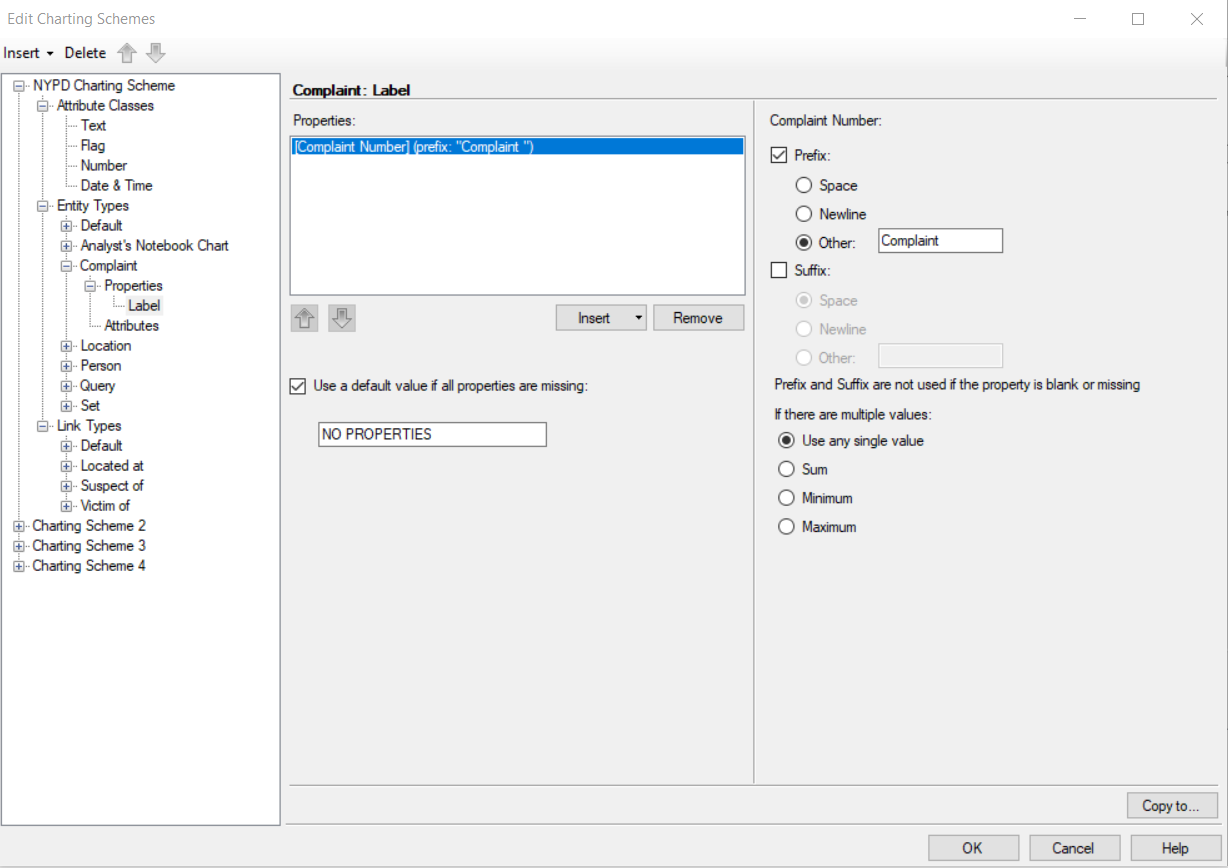 Edit Charting Schemes
Insert Delete
NYPD Charting Scheme
Attribute Classes
Text
Flag
Number
Date & Time
Entity Types
Default
Analyst's Notebook Chart
Complaint
Properties
Label
Attributes
Location
Person
Query
Set
Link Types
Default
Located at
Suspect of
Victim of
Charting Scheme 2
Charting Scheme 3
Charting Scheme 4
Complaint: Label
Properties:
[Complaint Number] (prefix: "Complaint ")
Insert Remove
Use a default value if all properties are missing:
NO PROPERTIES
Complaint Number:
Prefix:
Space
Newline
Other: Complaint
Suffix:
Space
Newline
Other:
Prefix and Suffix are not used if the property is blank or missing
If there are multiple values:
Use any single value
Sum
Minimum
Maximum
Copy to...
OK Cancel Help